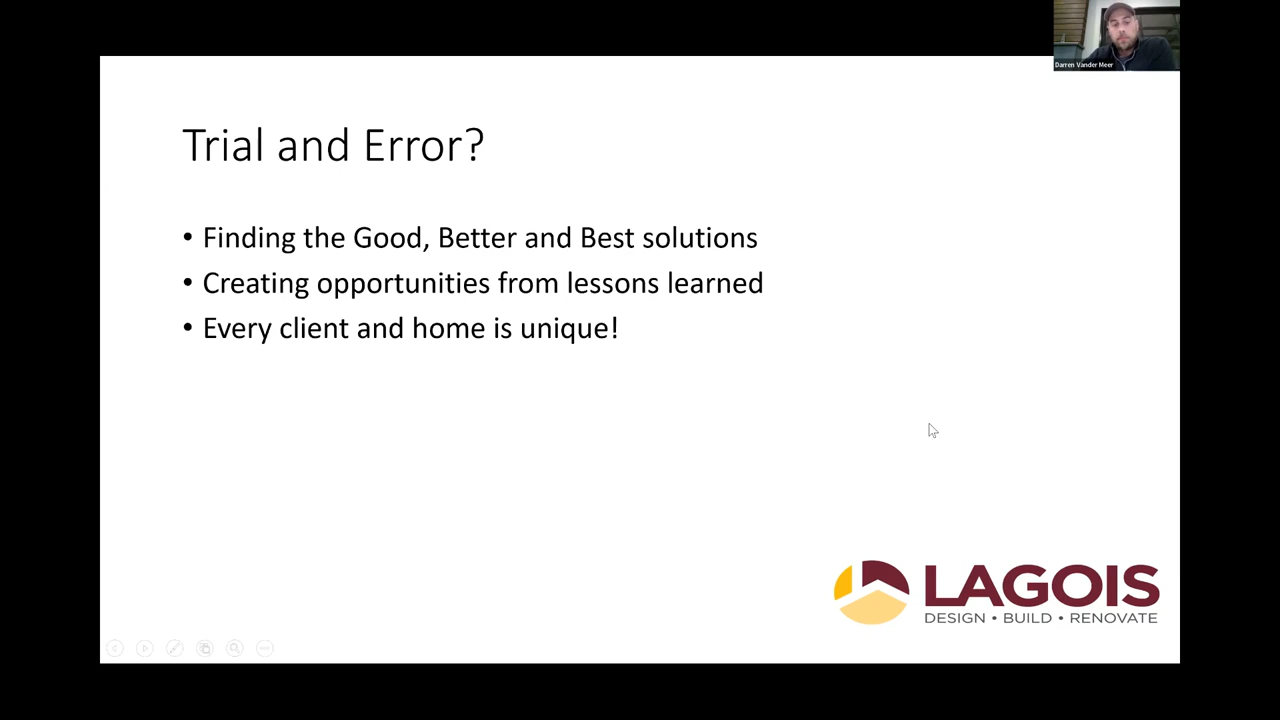 Darren Vander Meer
Trial and Error?
• Finding the Good, Better and Best solutions
• Creating opportunities from lessons learned
• Every client and home is unique!
LAGOIS
DESIGN • BUILD • RENOVATE